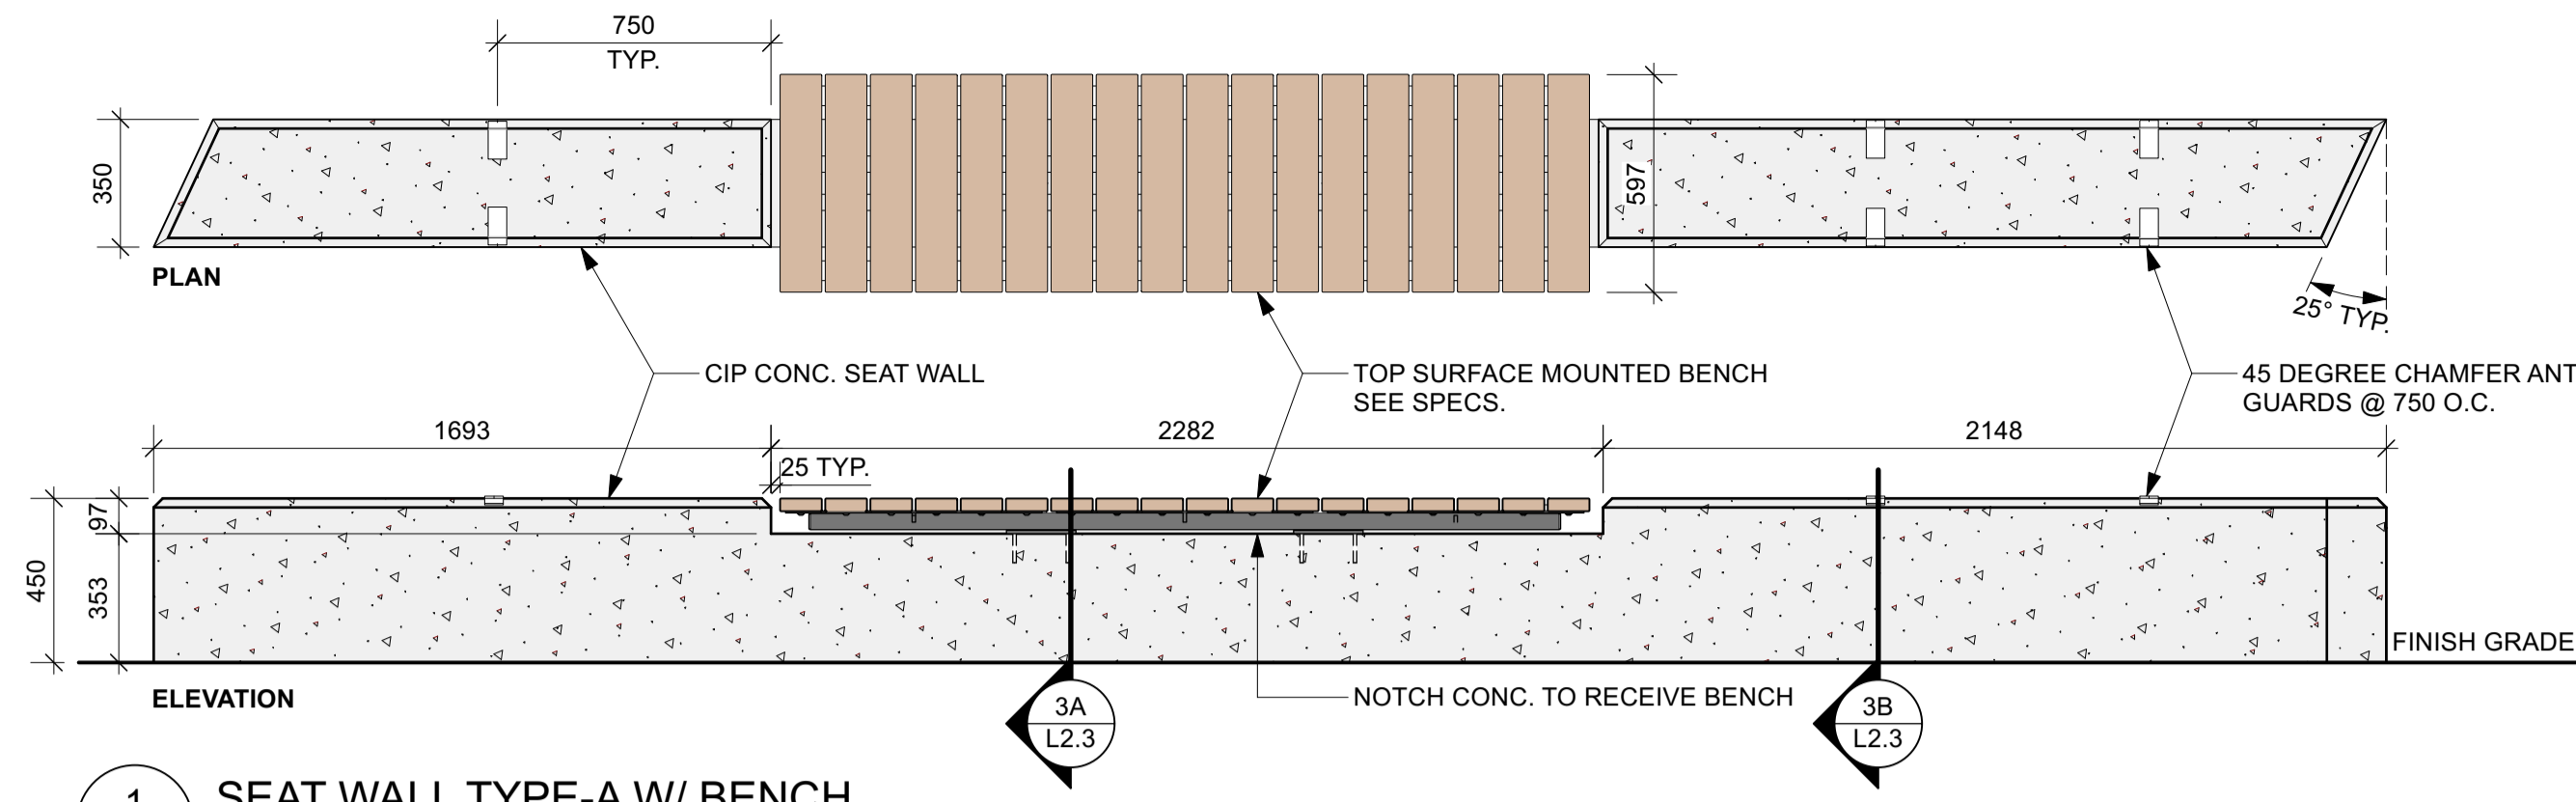 750
TYP.
350
597
PLAN
25° TYP.
CIP CONC. SEAT WALL
TOP SURFACE MOUNTED BENCH
SEE SPECS.
45 DEGREE CHAMFER ANT
GUARDS @ 750 O.C.
1693
2282
2148
25 TYP.
97
450
353
FINISH GRADE
ELEVATION
NOTCH CONC. TO RECEIVE BENCH
3A
L2.3
3B
L2.3
1
SEAT WALL TYPE-A W/ BENCH